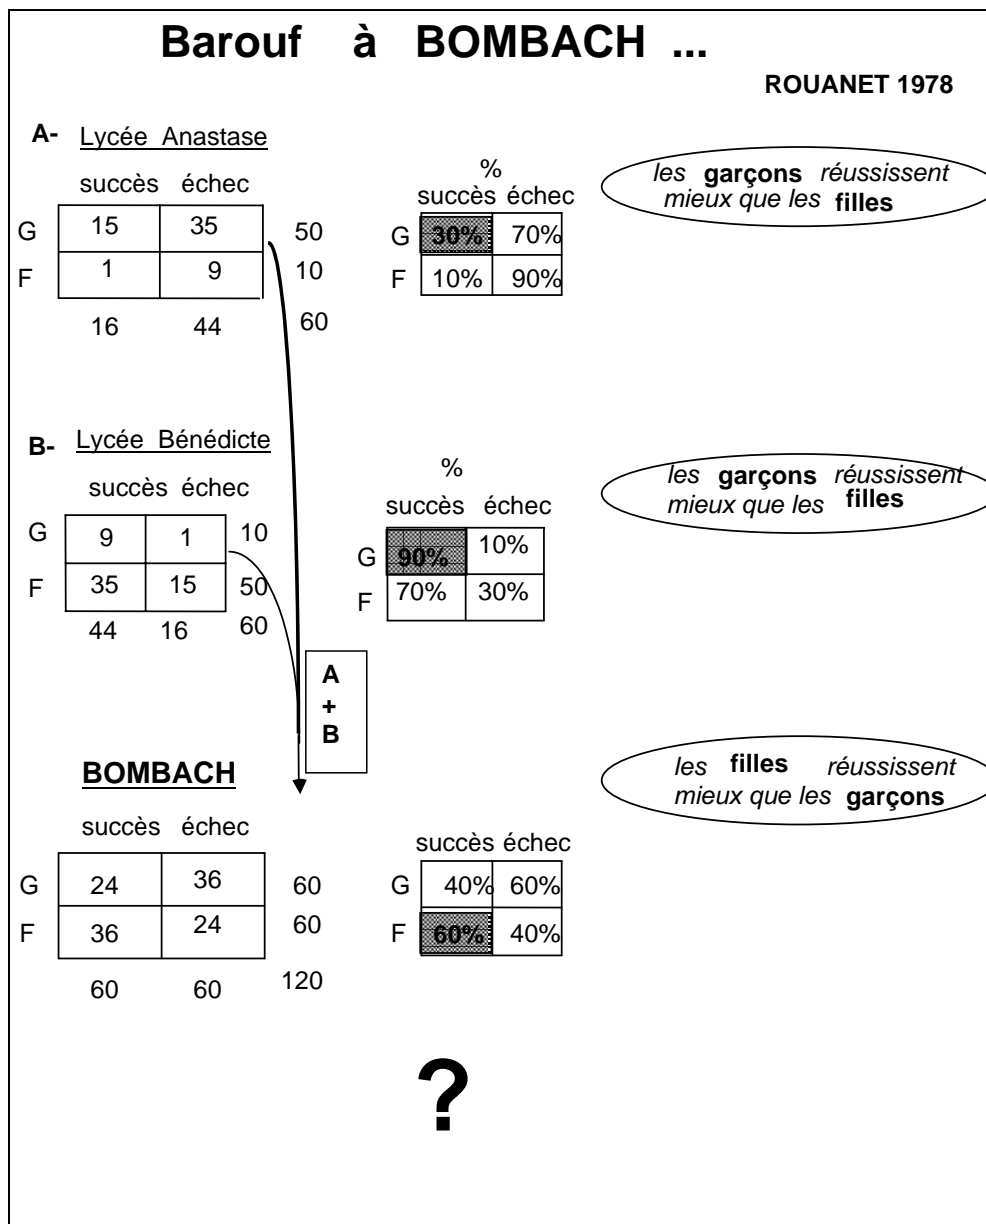 Barouf à BOMBACH ...
ROUANET 1978
A- Lycée Anastase
succès échec
G 15 35 50
F 1 9 10
16 44 60
%
succès échec
G 30% 70%
F 10% 90%
les garçons réussissent
mieux que les filles
B- Lycée Bénédicte
succès échec
G 9 1 10
F 35 15 50
44 16 60
%
succès échec
G 90% 10%
F 70% 30%
les garçons réussissent
mieux que les filles
A
+
B
BOMBACH
succès échec
G 24 36 60
F 36 24 60
60 60 120
succès échec
G 40% 60%
F 60% 40%
les filles réussissent
mieux que les garçons
?